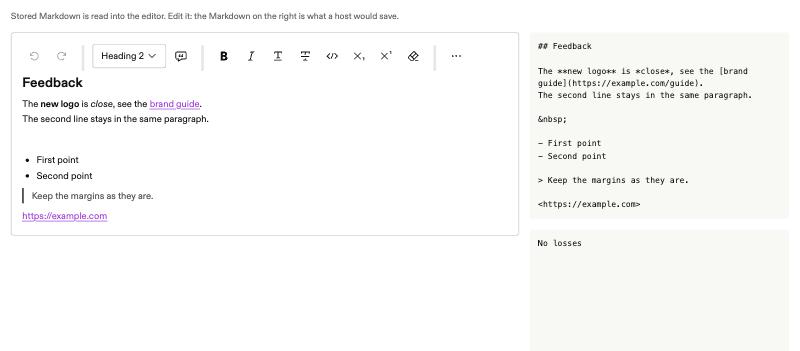 Stored Markdown is read into the editor. Edit it: the Markdown on the right is what a host would save.
Heading 2
B I T T </> X₁ X¹ ...
Feedback
The new logo is close, see the brand guide.
The second line stays in the same paragraph.
• First point
• Second point
Keep the margins as they are.
https://example.com
## Feedback
The **new logo** is *close*, see the [brand
guide](https://example.com/guide).
The second line stays in the same paragraph.
&nbsp;
- First point
- Second point
> Keep the margins as they are.
<https://example.com>
No losses